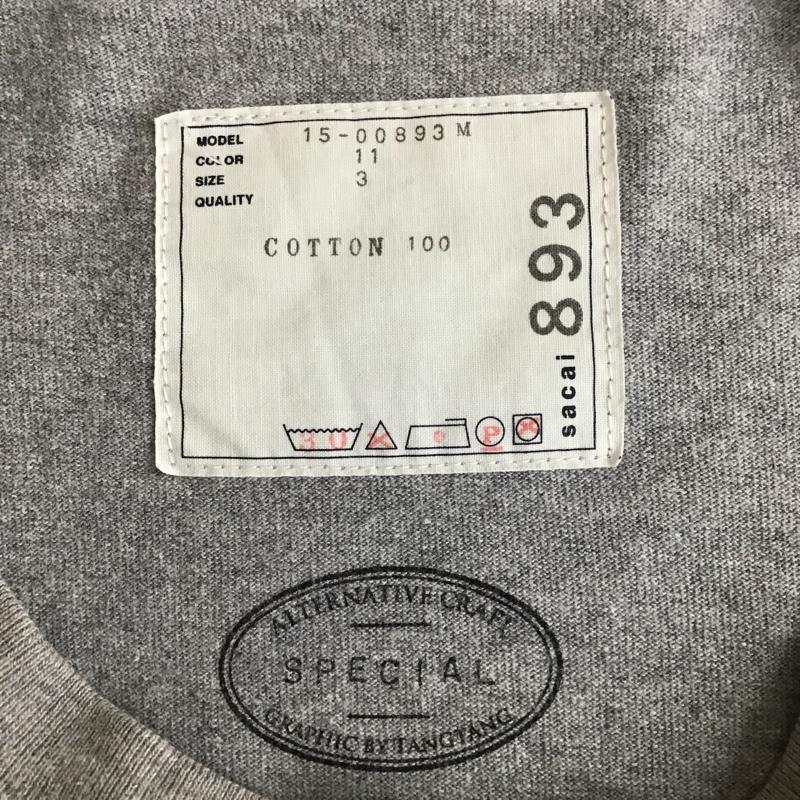 MODEL 15-00893 M
COLOR 11
SIZE 3
QUALITY
COTTON 100
sacai 893
30 P
ALTERNATIVE CRAFT
SPECIAL
GRAPHIC BY TANGTANG